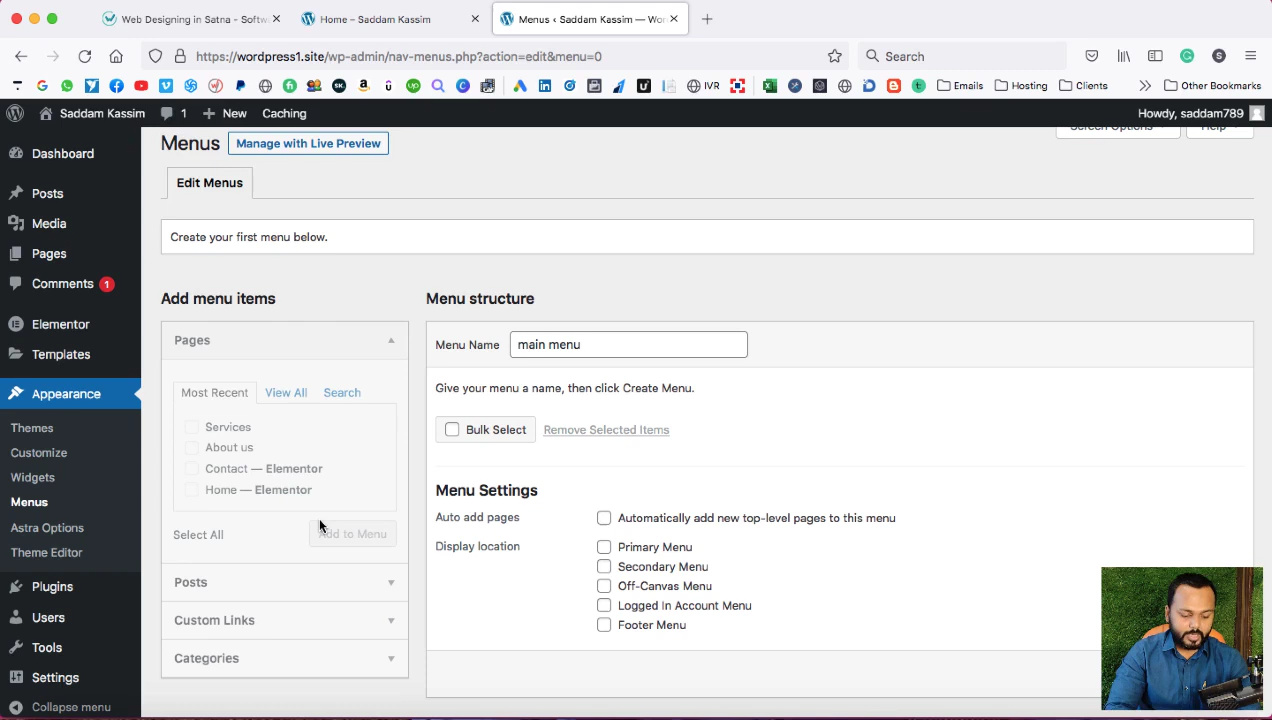 Web Designing in Satna - Softw
Home – Saddam Kassim
Menus ‹ Saddam Kassim — Wor
https://wordpress1.site/wp-admin/nav-menus.php?action=edit&menu=0
Search
IVR
Emails
Hosting
Clients
Other Bookmarks
Saddam Kassim
1
New
Caching
Howdy, saddam789
Screen Options
Help
Dashboard
Posts
Media
Pages
Comments 1
Elementor
Templates
Appearance
Themes
Customize
Widgets
Menus
Astra Options
Theme Editor
Plugins
Users
Tools
Settings
Collapse menu
Menus
Manage with Live Preview
Edit Menus
Create your first menu below.
Add menu items
Pages
Most Recent
View All
Search
Services
About us
Contact — Elementor
Home — Elementor
Select All
Add to Menu
Posts
Custom Links
Categories
Menu structure
Menu Name
main menu
Give your menu a name, then click Create Menu.
Bulk Select
Remove Selected Items
Menu Settings
Auto add pages
Automatically add new top-level pages to this menu
Display location
Primary Menu
Secondary Menu
Off-Canvas Menu
Logged In Account Menu
Footer Menu